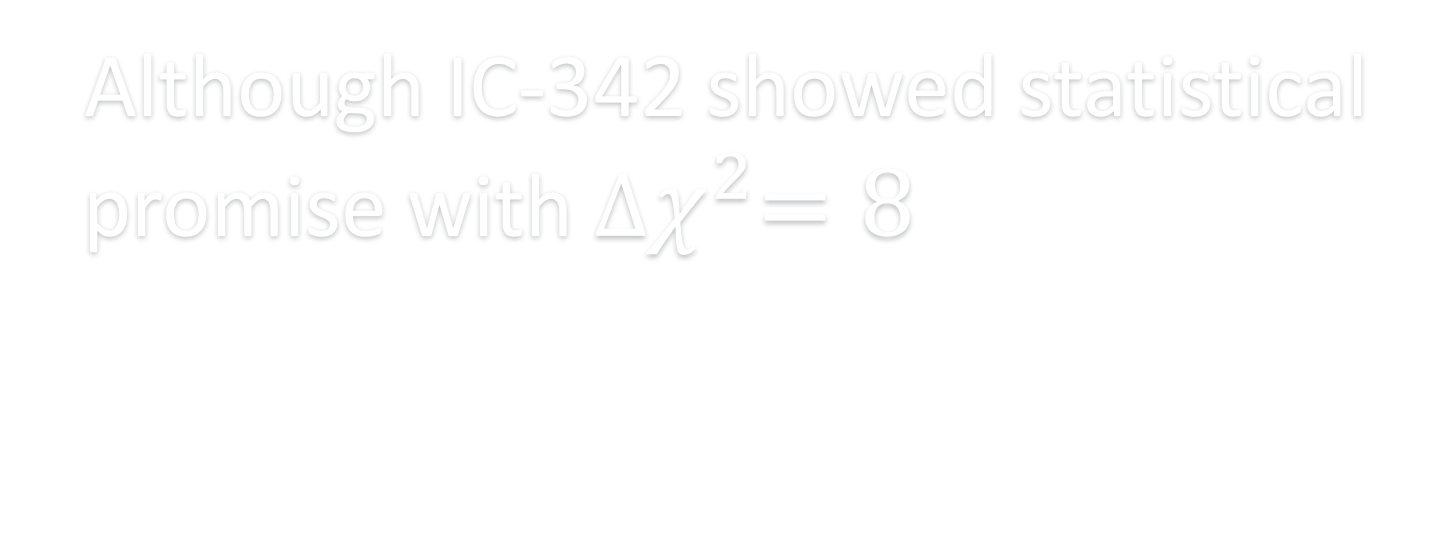 Although IC-342 showed statistical
promise with Δχ²= 8